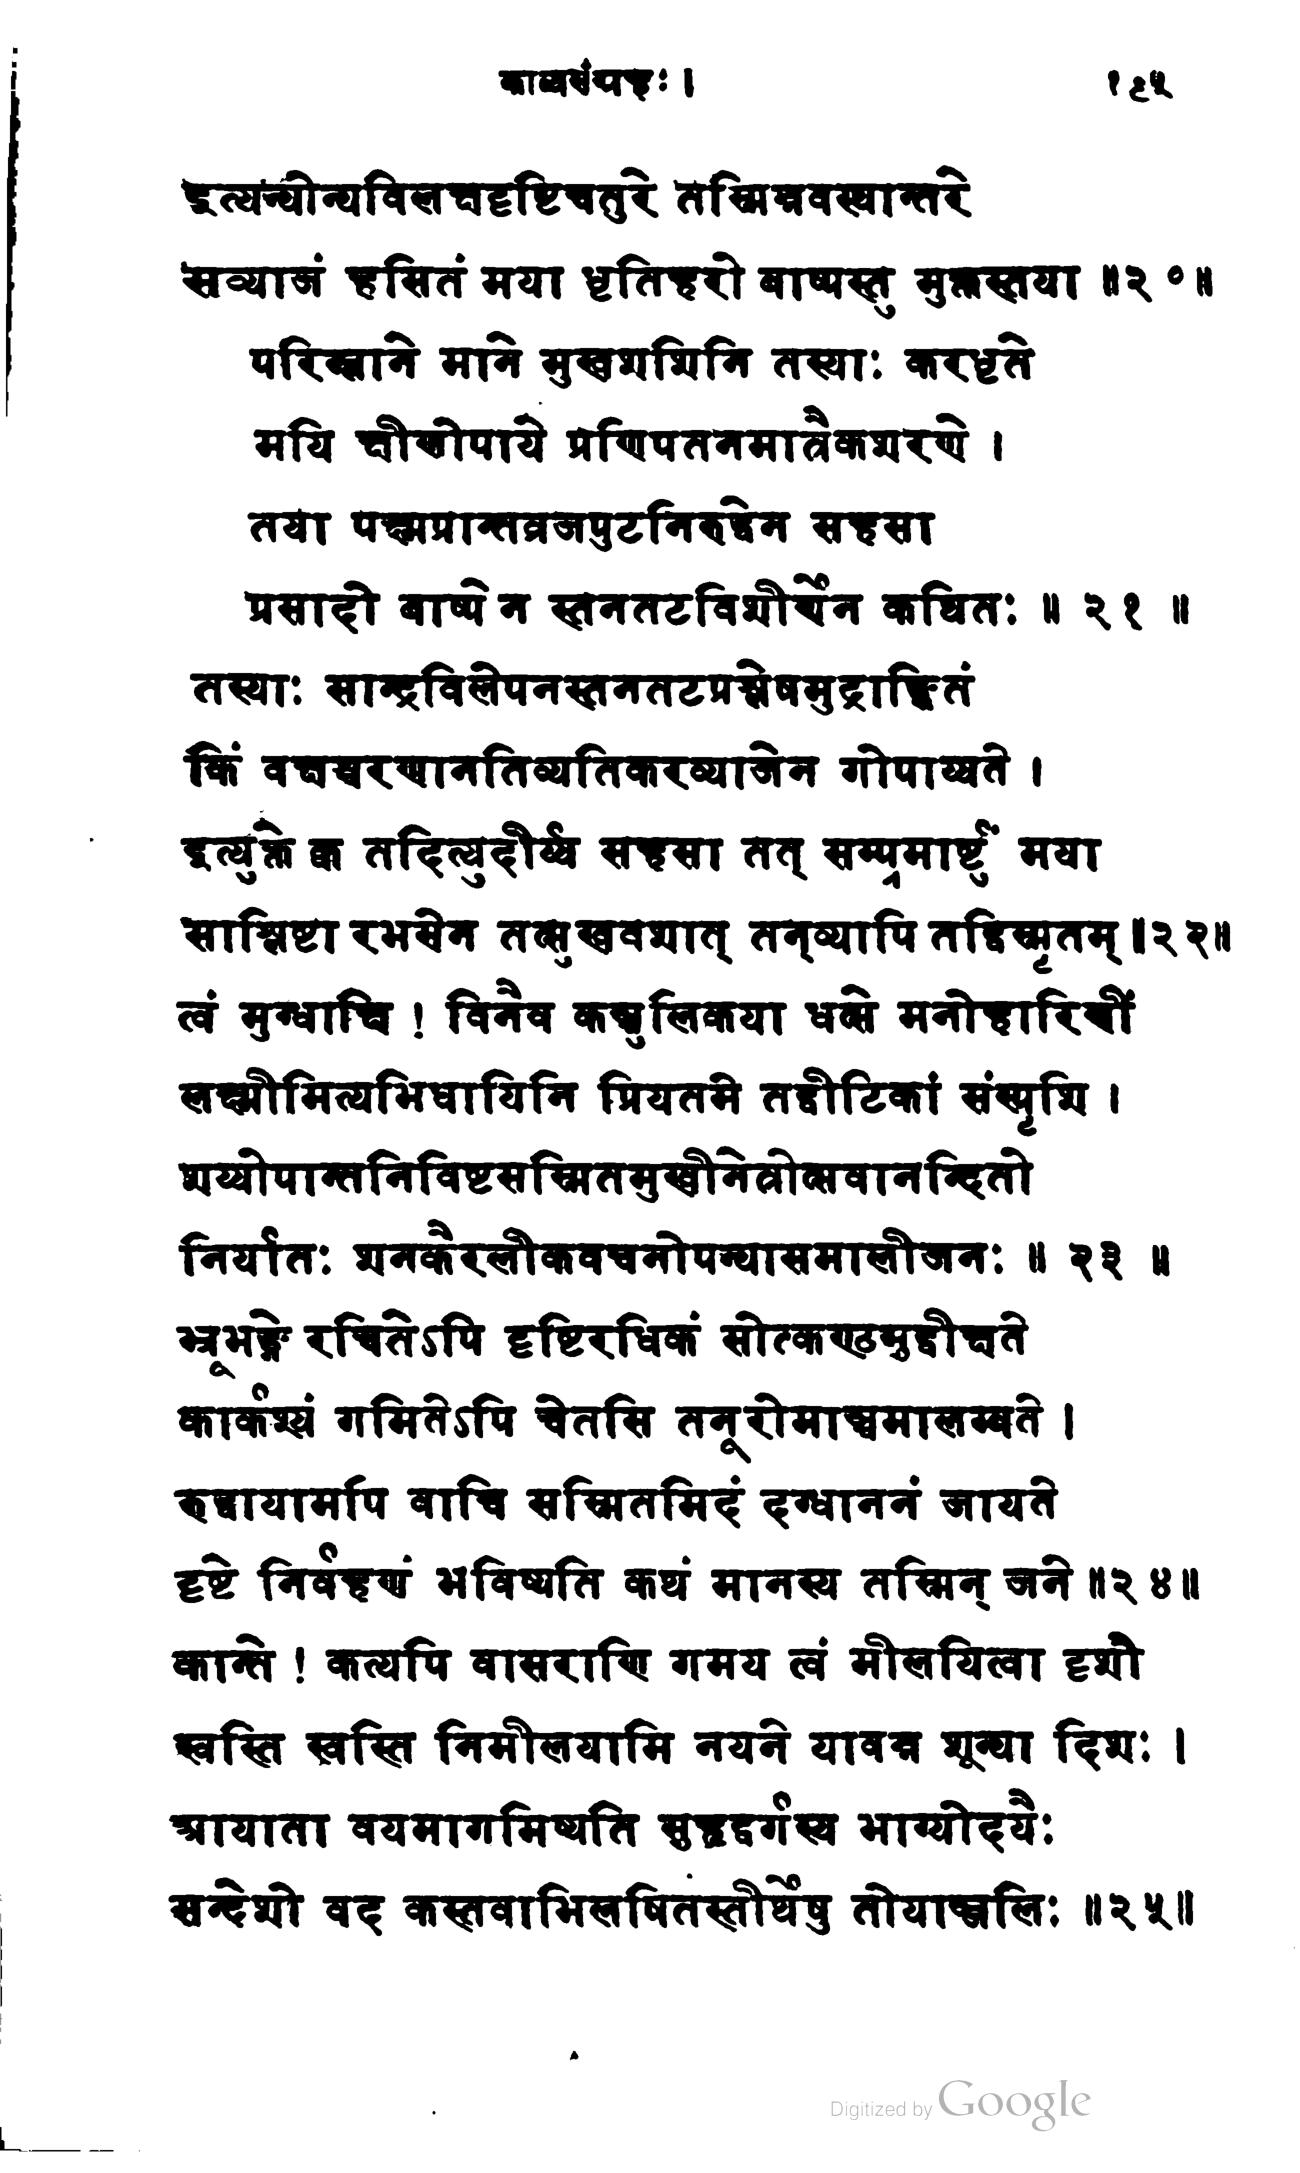 काव्यसंग्रहः । १९५
इत्यन्योन्यविलक्षदृष्टिचतुरे तस्मिन्नवस्थान्तरे
सव्याजं हसितं मया धृतिहरो बाष्पस्तु मुक्तस्तया ॥२०॥
परिम्लाने माने मुखशशिनि तस्याः करधृते
मयि क्षीणोपाये प्रणिपतनमात्रैकशरणे ।
तया पक्ष्मप्रान्तव्रजपुटनिरुद्धेन सहसा
प्रसादो बाष्पेन स्तनतटविशीर्णेन कथितः ॥ २१ ॥
तस्याः सान्द्रविलेपनस्तनतटप्रश्लेषमुद्राङ्कितं
किं वक्षश्चरणानतिव्यतिकरव्याजेन गोपाय्यते ।
इत्युक्ते क्व तदित्युदीर्य्य सहसा तत् सम्प्रमार्ष्टुं मया
साश्लिष्टा रभसेन तत्सुखवशात् तन्व्यापि तद्विस्मृतम् ॥२२॥
त्वं मुग्धाक्षि ! विनैव कञ्चुलिकया धत्से मनोहारिणीं
लक्ष्मीमित्यभिधायिनि प्रियतमे तद्वीटिकां संस्पृशि ।
शय्योपान्तनिविष्टसस्मितमुखीनेत्रोत्सवानन्दितो
निर्यातः शनकैरलीकवचनोपन्यासमालीजनः ॥ २३ ॥
भ्रूभङ्गे रचितेऽपि दृष्टिरधिकं सोत्कण्ठमुद्वीक्षते
कार्कश्यं गमितेऽपि चेतसि तनूरोमाञ्चमालम्बते ।
रुद्धायामपि वाचि सस्मितमिदं दग्धाननं जायते
दृष्टे निर्वहणं भविष्यति कथं मानस्य तस्मिन् जने ॥२४॥
कान्ते ! कत्यपि वासराणि गमय त्वं मीलयित्वा दृशौ
स्वस्ति स्वस्ति निमीलयामि नयने यावन्न शून्या दिशः ।
आयाता वयमागमिष्यति सुहृद्वर्गस्य भाग्योदयैः
सन्देशो वद कस्तवाभिलषितस्तीर्थेषु तोयाञ्जलिः ॥२५॥
Digitized by Google